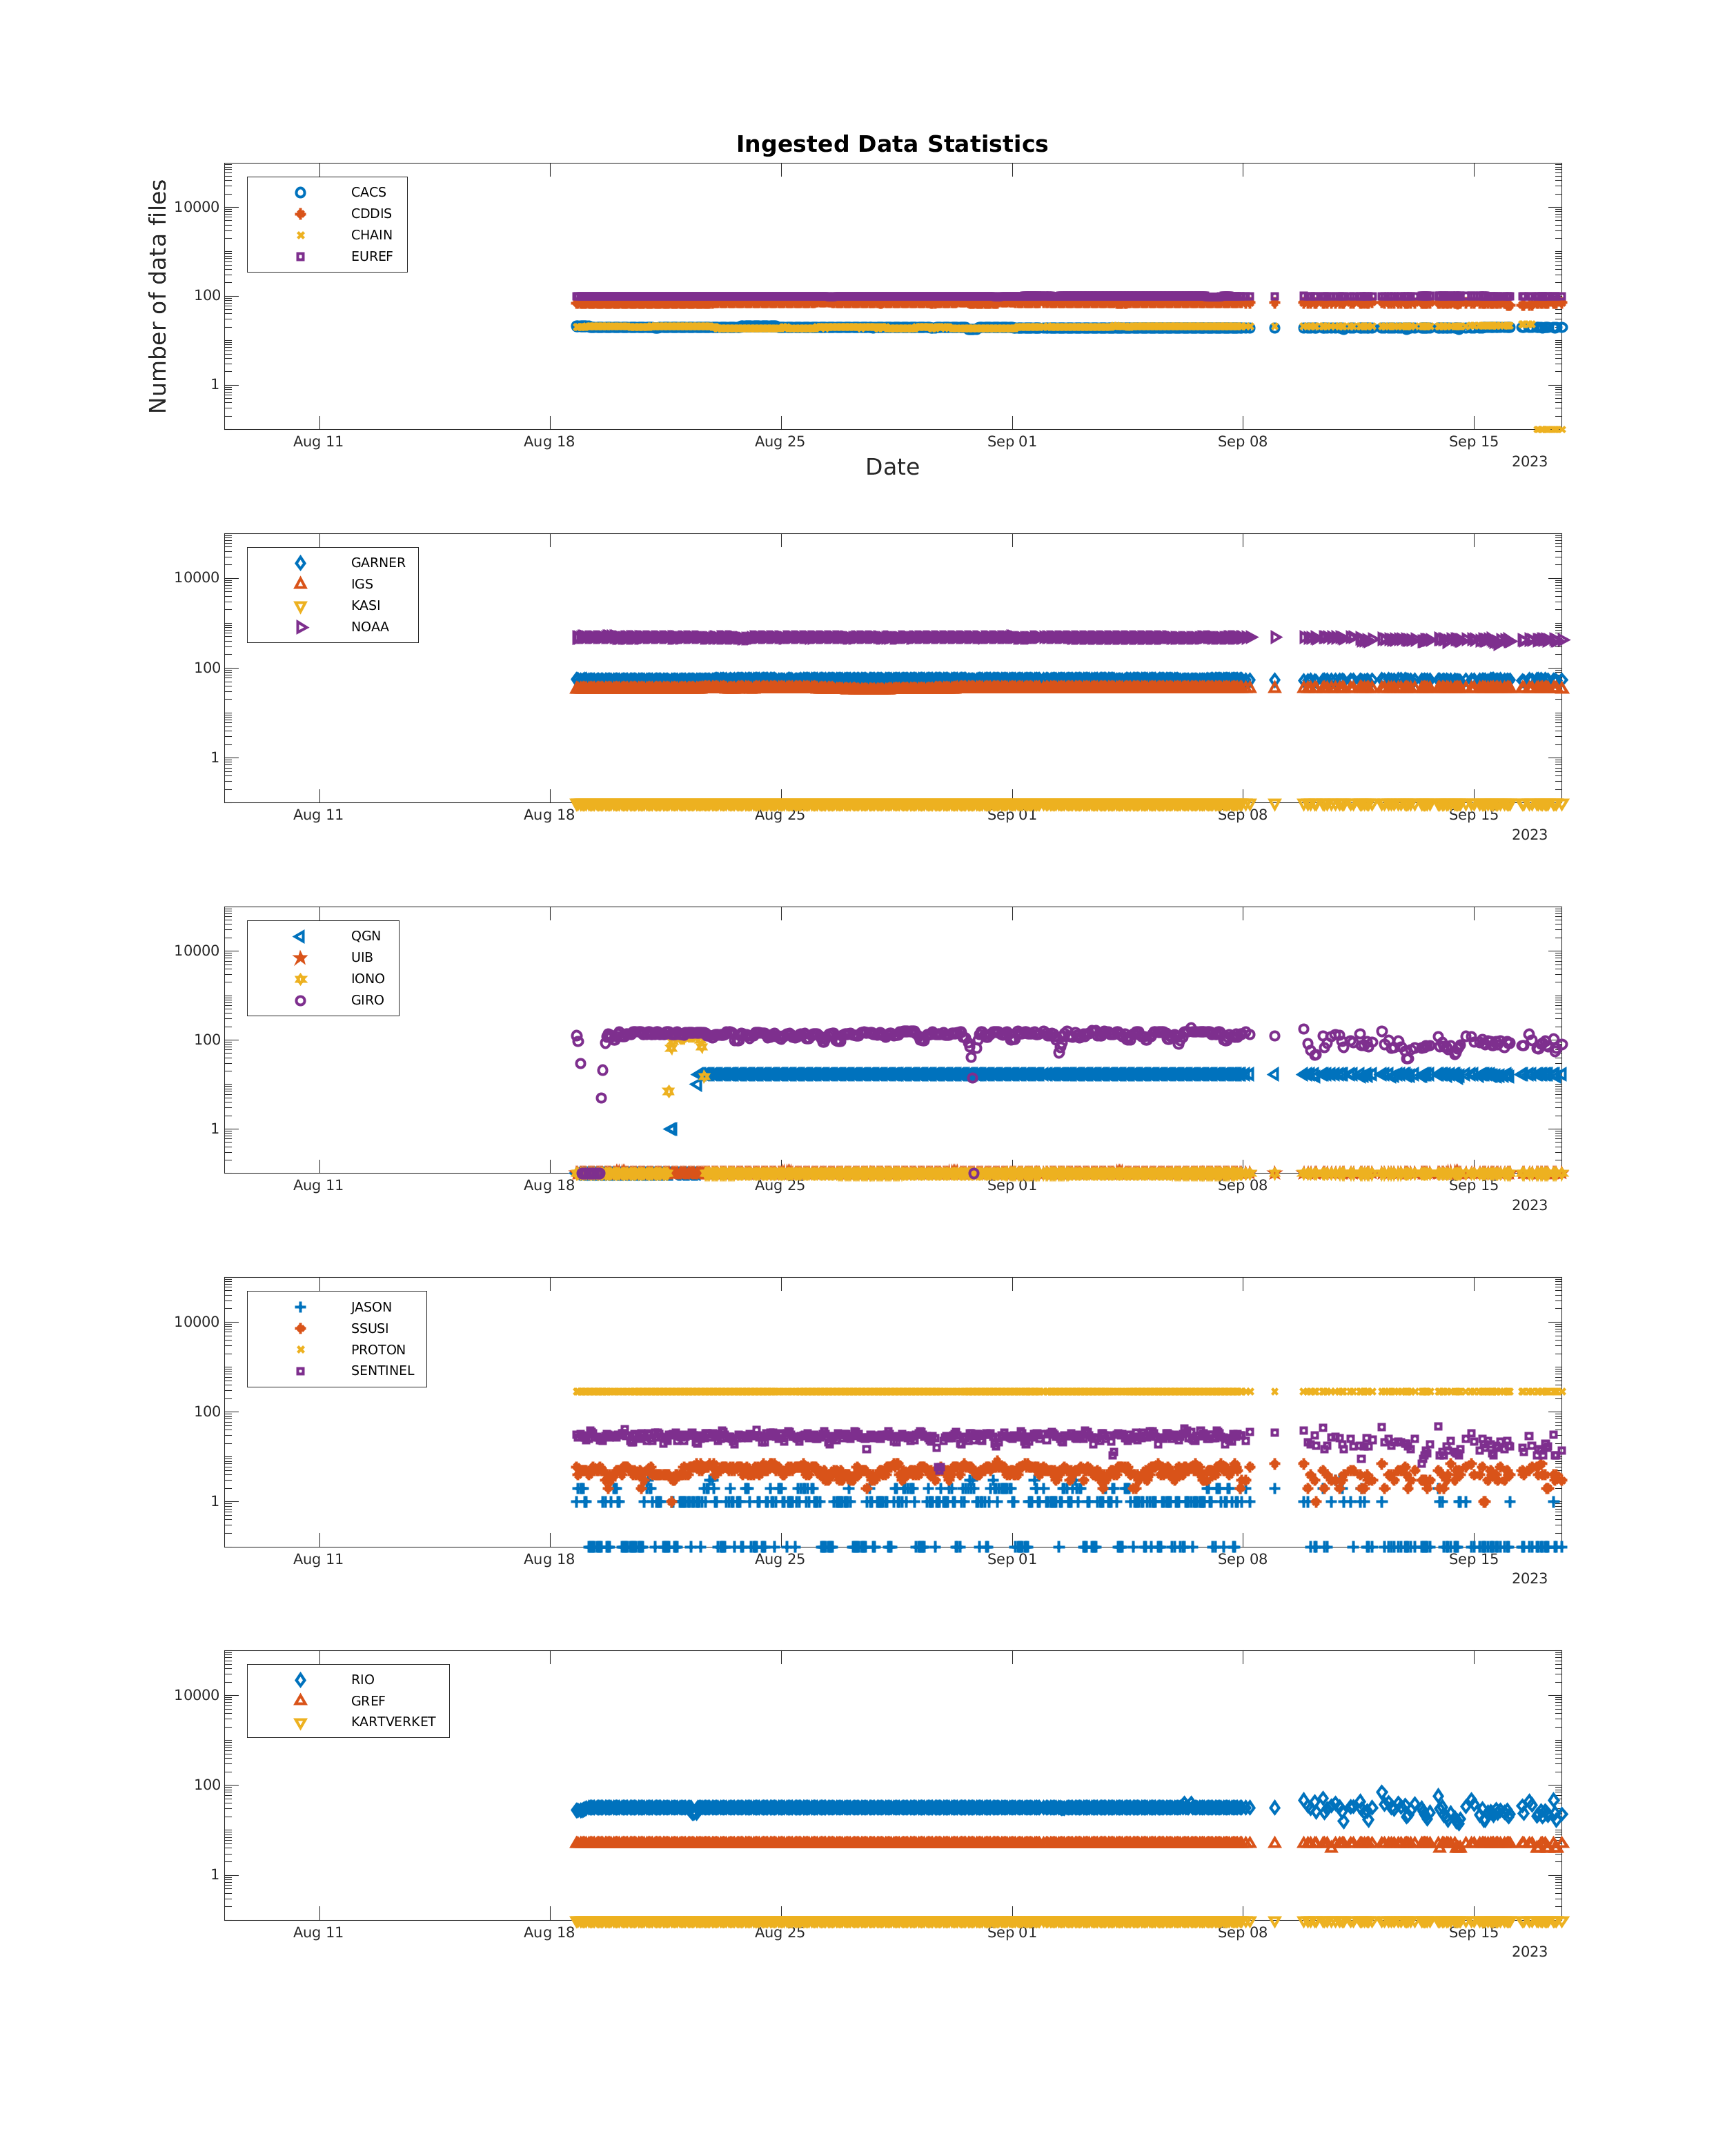 Ingested Data Statistics
Number of data files
CACS
CDDIS
CHAIN
EUREF
10000
100
1
Aug 11 Aug 18 Aug 25 Sep 01 Sep 08 Sep 15
2023
Date
GARNER
IGS
KASI
NOAA
10000
100
1
Aug 11 Aug 18 Aug 25 Sep 01 Sep 08 Sep 15
2023
QGN
UIB
IONO
GIRO
10000
100
1
Aug 11 Aug 18 Aug 25 Sep 01 Sep 08 Sep 15
2023
JASON
SSUSI
PROTON
SENTINEL
10000
100
1
Aug 11 Aug 18 Aug 25 Sep 01 Sep 08 Sep 15
2023
RIO
GREF
KARTVERKET
10000
100
1
Aug 11 Aug 18 Aug 25 Sep 01 Sep 08 Sep 15
2023